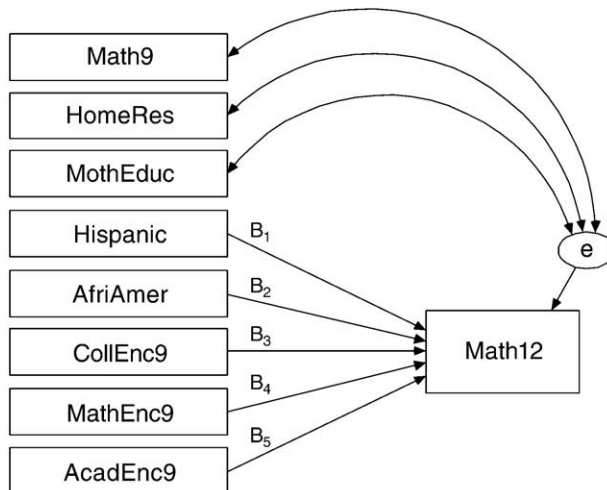 Math9
HomeRes
MothEduc
Hispanic
B1
e
AfriAmer
B2
CollEnc9
B3
Math12
MathEnc9
B4
AcadEnc9
B5